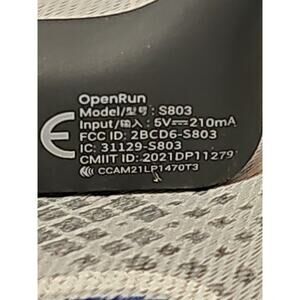 OpenRun
Model/型号: S803
Input/输入: 5V⎓210mA
FCC ID: 2BCD6-S803
IC: 31129-S803
CMIIT ID: 2021DP11279
CCAM21LP1470T3
CE